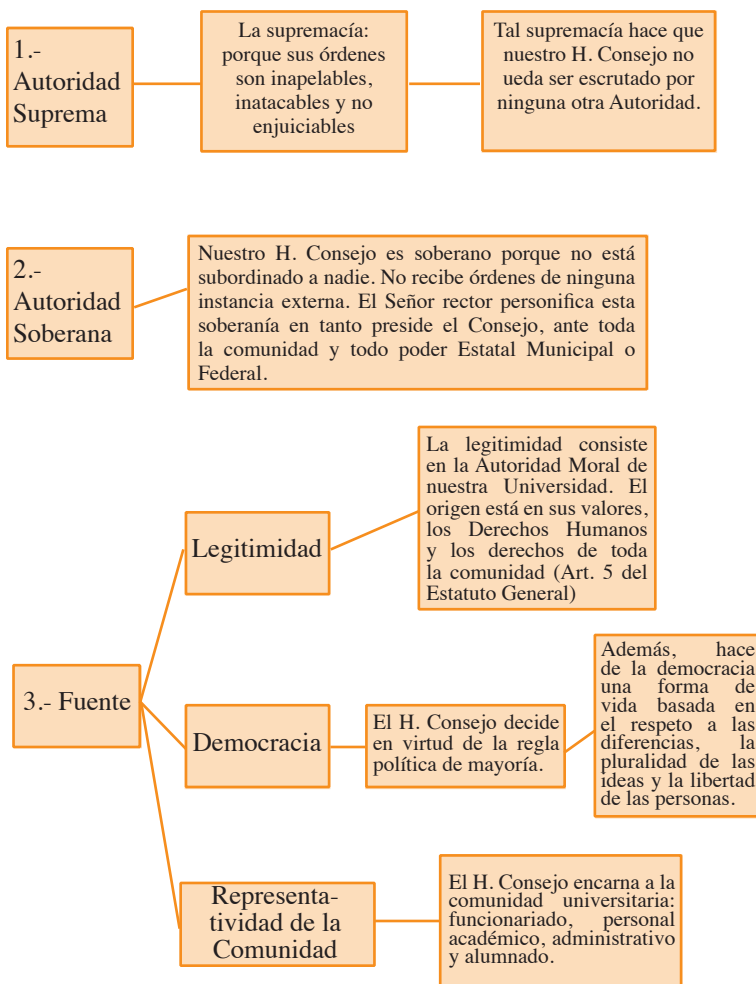 1.-
Autoridad
Suprema
La supremacía:
porque sus órdenes
son inapelables,
inatacables y no
enjuiciables
Tal supremacía hace que
nuestro H. Consejo no
ueda ser escrutado por
ninguna otra Autoridad.
2.-
Autoridad
Soberana
Nuestro H. Consejo es soberano porque no está
subordinado a nadie. No recibe órdenes de ninguna
instancia externa. El Señor rector personifica esta
soberanía en tanto preside el Consejo, ante toda
la comunidad y todo poder Estatal Municipal o
Federal.
3.- Fuente
Legitimidad
La legitimidad consiste
en la Autoridad Moral de
nuestra Universidad. El
origen está en sus valores,
los Derechos Humanos
y los derechos de toda
la comunidad (Art. 5 del
Estatuto General)
Democracia
El H. Consejo decide
en virtud de la regla
política de mayoría.
Además, hace
de la democracia
una forma de
vida basada en
el respeto a las
diferencias, la
pluralidad de las
ideas y la libertad
de las personas.
Representa-
tividad de la
Comunidad
El H. Consejo encarna a la
comunidad universitaria:
funcionariado, personal
académico, administrativo
y alumnado.